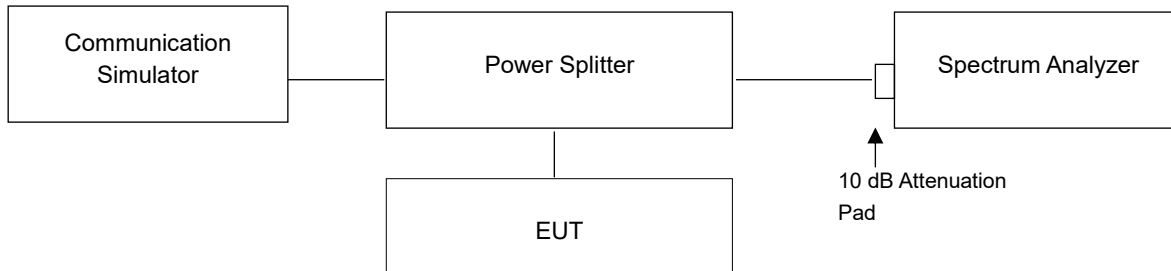 Communication
Simulator
Power Splitter
Spectrum Analyzer
10 dB Attenuation
Pad
EUT